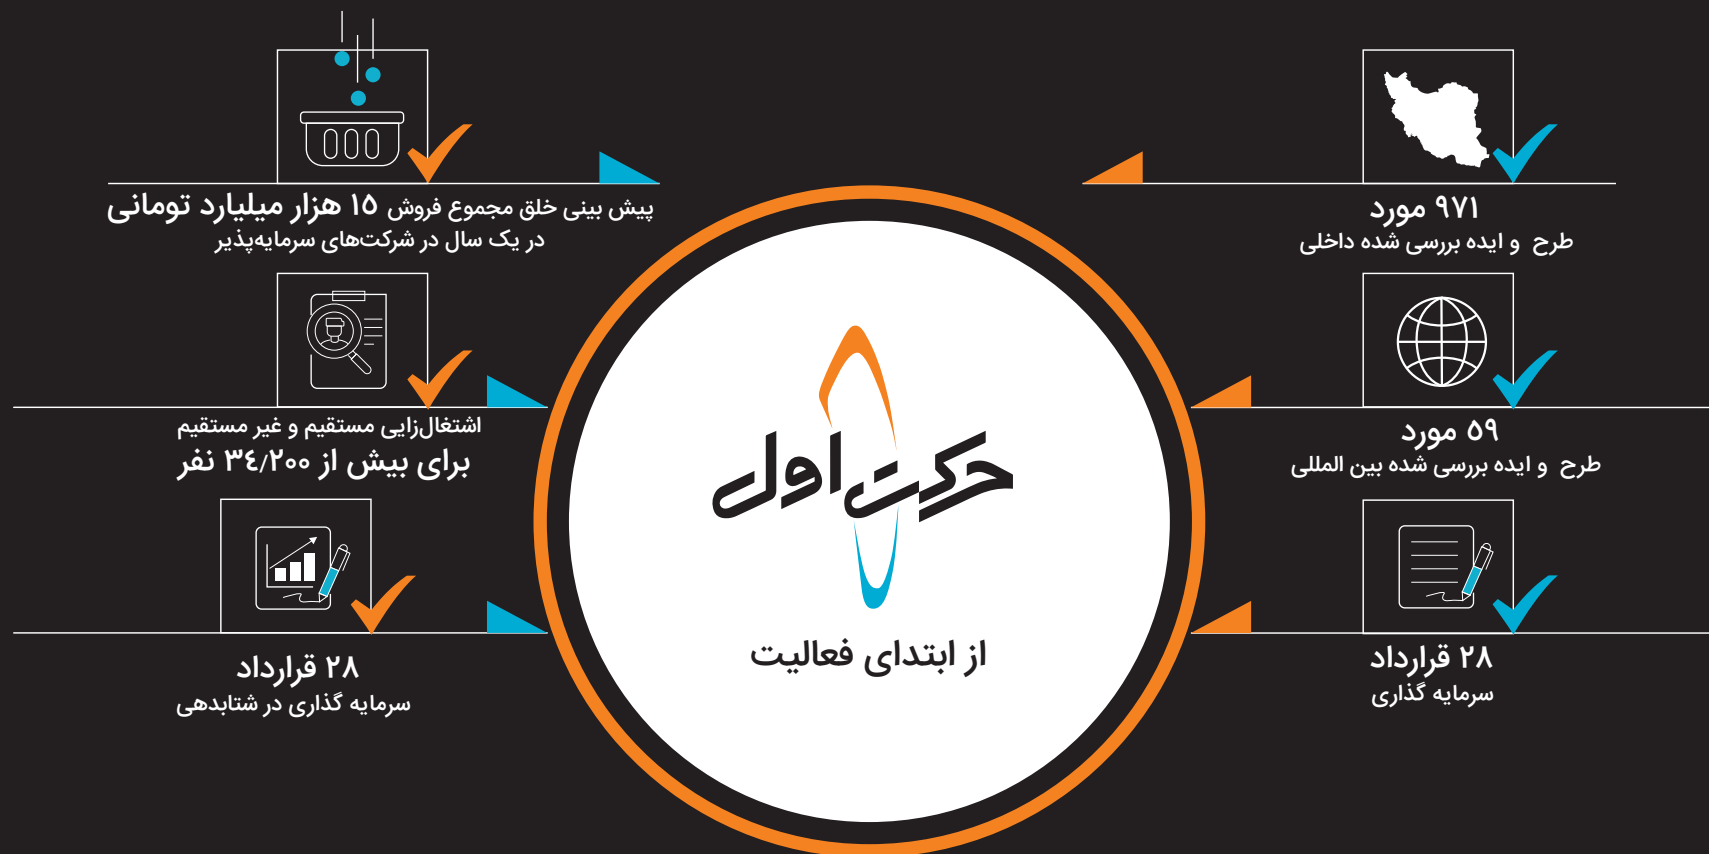 ۹۷۱ مورد
طرح و ایده بررسی شده داخلی
۵۹ مورد
طرح و ایده بررسی شده بین المللی
۲۸ قرارداد
سرمایه گذاری
حرکت اول
از ابتدای فعالیت
پیش بینی خلق مجموع فروش ۱۵ هزار میلیارد تومانی
در یک سال در شرکت‌های سرمایه‌پذیر
اشتغال‌زایی مستقیم و غیر مستقیم
برای بیش از ۳٤/۲۰۰ نفر
۲۸ قرارداد
سرمایه گذاری در شتابدهی